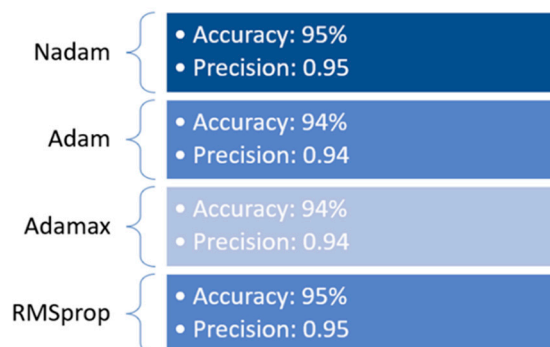 Nadam
• Accuracy: 95%
• Precision: 0.95
Adam
• Accuracy: 94%
• Precision: 0.94
Adamax
• Accuracy: 94%
• Precision: 0.94
RMSprop
• Accuracy: 95%
• Precision: 0.95